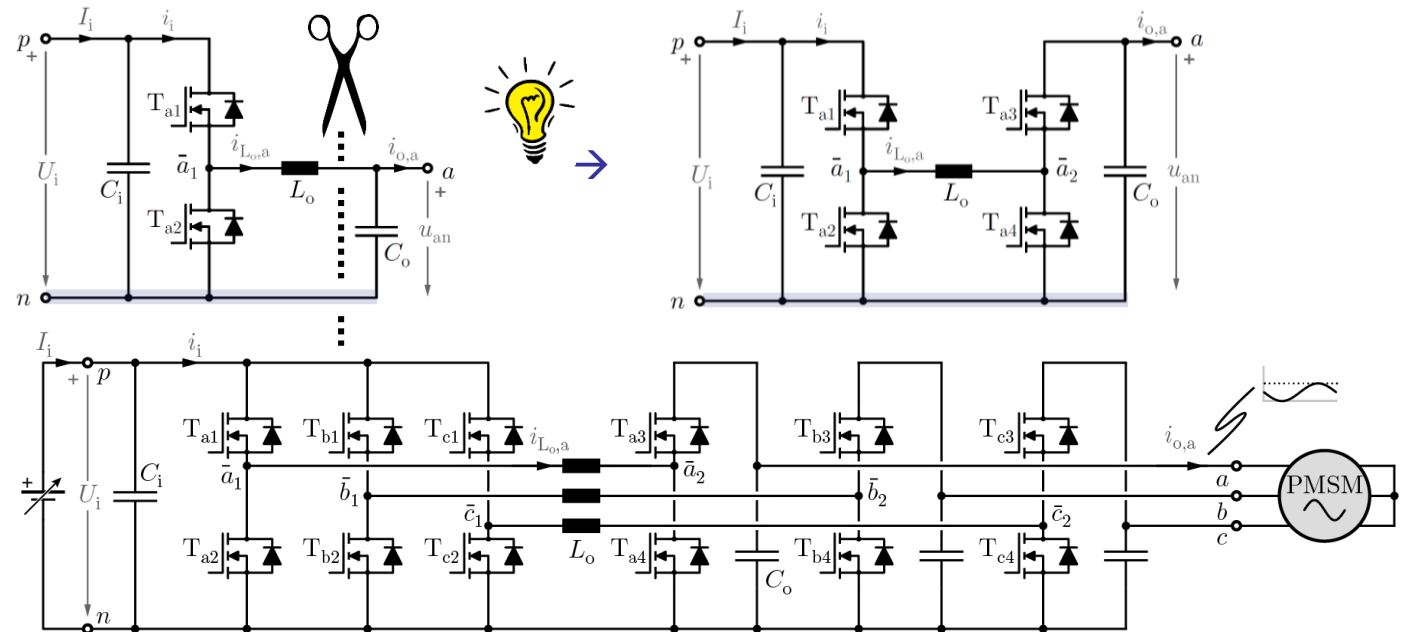 I_i i_i
p
+
T_a1
i_o,a
i_Lo,a
a
+
ā_1
U_i
C_i
L_o
T_a2
u_an
C_o
n
I_i i_i
i_o,a
p
a
+
+
T_a1
T_a3
i_Lo,a
ā_1
ā_2
U_i
C_i
L_o
C_o
u_an
T_a2
T_a4
n
I_i
i_i
+
p
T_a1 T_b1 T_c1 T_a3 T_b3 T_c3
i_Lo,a
i_o,a
ā_1
ā_2
a
+
U_i
C_i
b̄_1
b̄_2
b
PMSM
c̄_1
c̄_2
c
T_a2 T_b2 T_c2 L_o T_a4 T_b4 T_c4
C_o
n